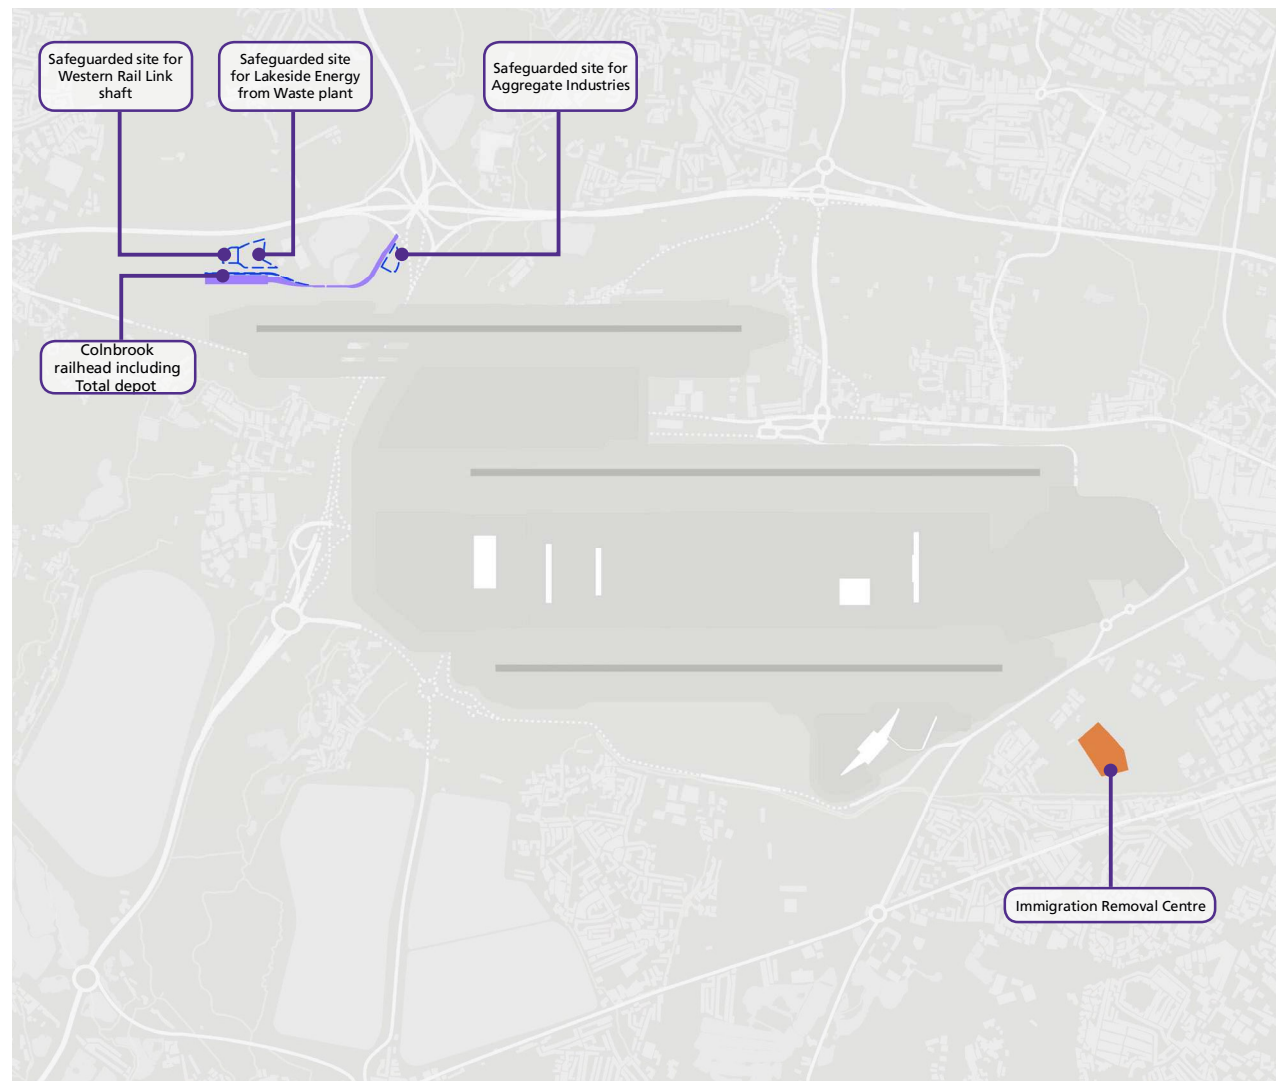 Safeguarded site for
Western Rail Link
shaft
Safeguarded site
for Lakeside Energy
from Waste plant
Safeguarded site for
Aggregate Industries
Colnbrook
railhead including
Total depot
Immigration Removal Centre